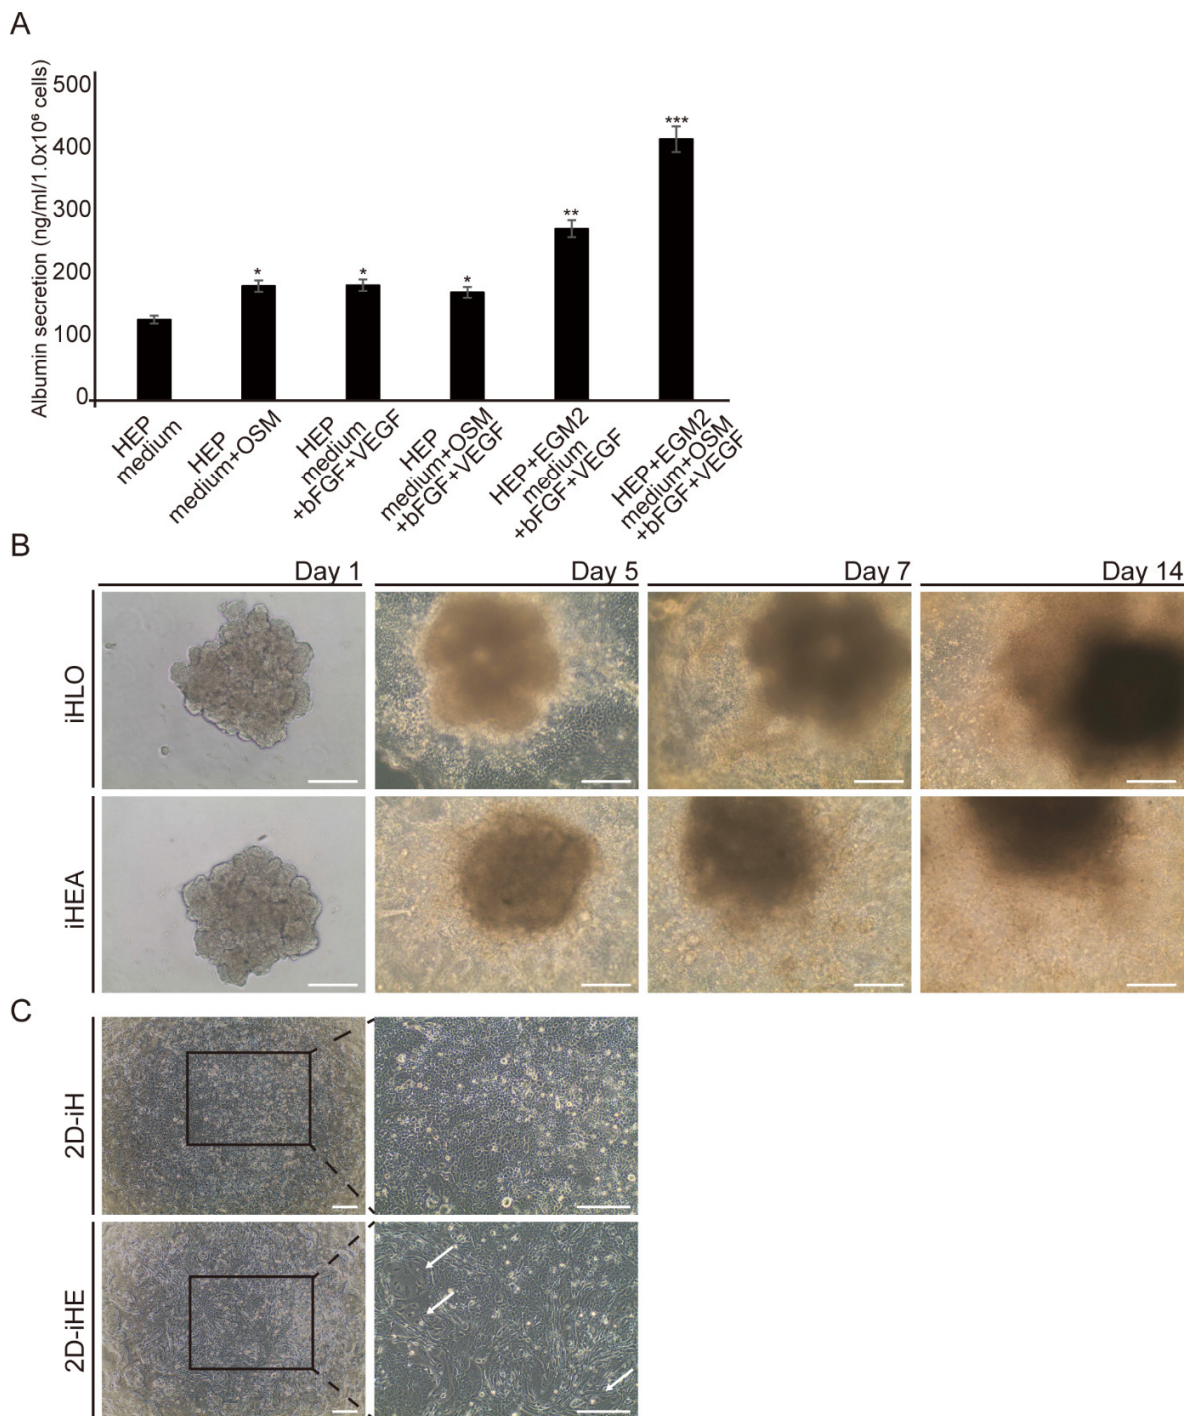 A
Albumin secretion (ng/ml/1.0x10⁶ cells)
500
400
300
200
100
0
*
*
*
**
***
HEP
medium
HEP
medium+OSM
HEP
medium
+bFGF+VEGF
HEP
medium+OSM
+bFGF+VEGF
HEP+EGM2
medium
+bFGF+VEGF
HEP+EGM2
medium+OSM
+bFGF+VEGF
B
Day 1
Day 5
Day 7
Day 14
iHLO
iHEA
C
2D-iH
2D-iHE